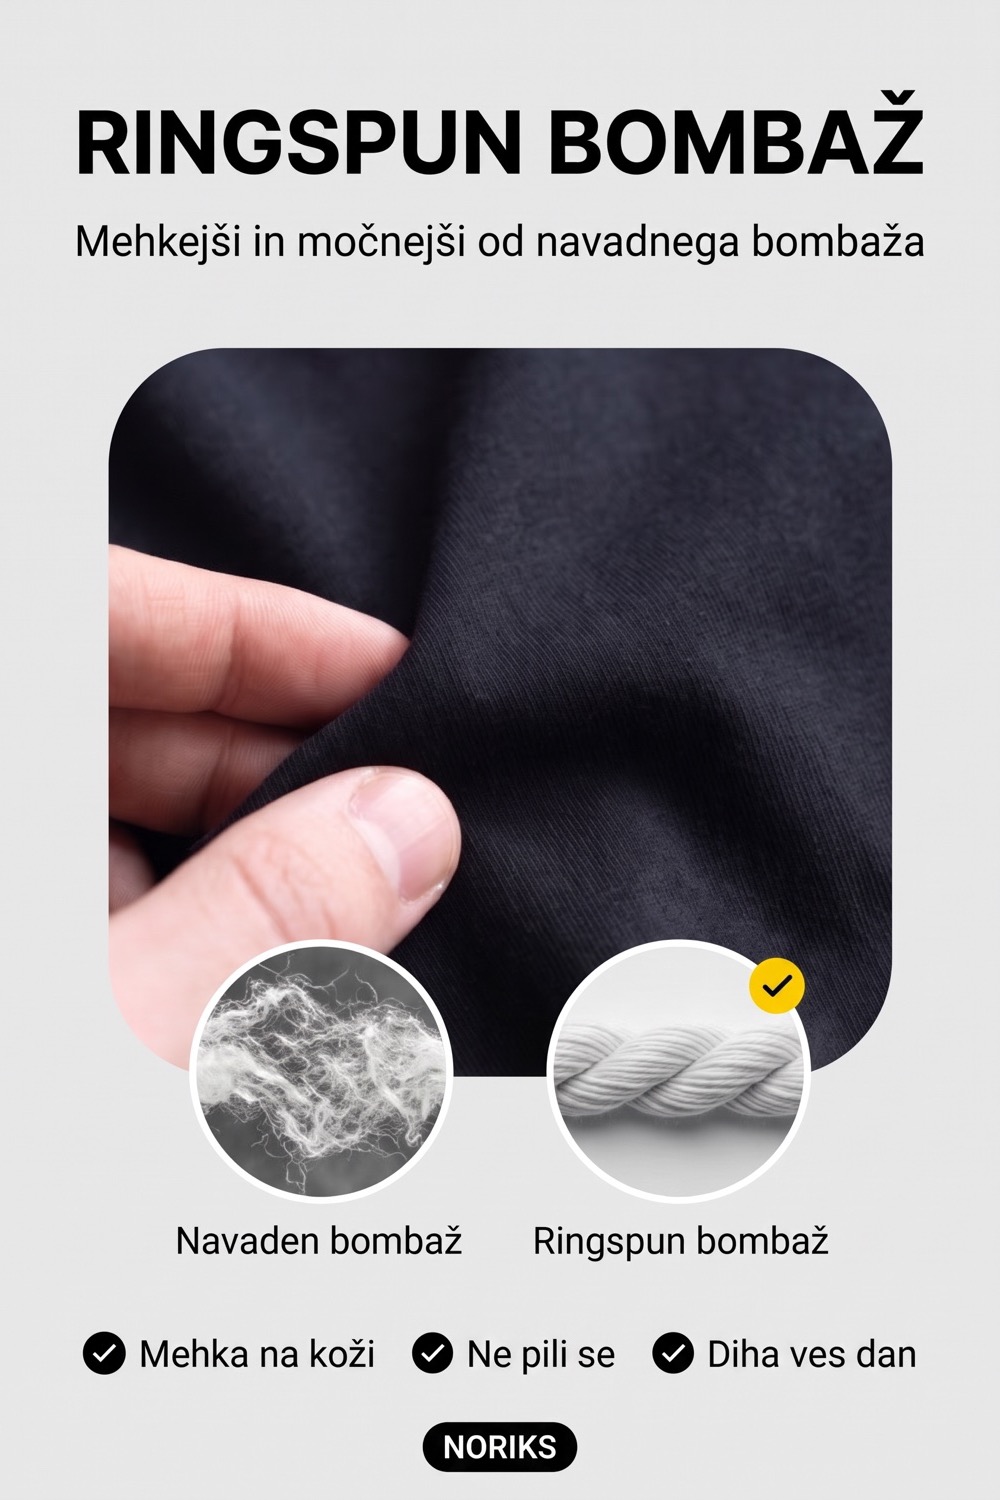 RINGSPUN BOMBAŽ
Mehkejši in močnejši od navadnega bombaža
Navaden bombaž
Ringspun bombaž
Mehka na koži
Ne pili se
Diha ves dan
NORIKS